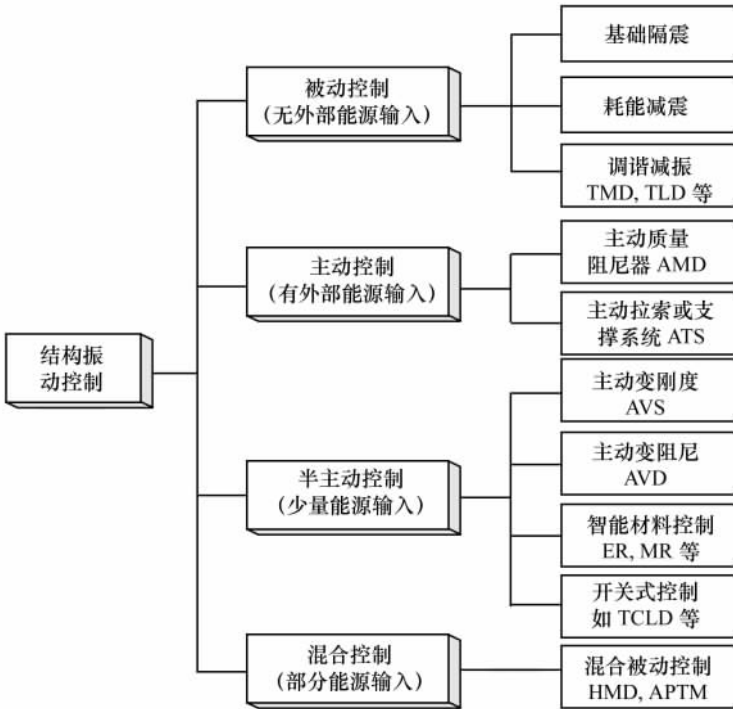 结构振
动控制
被动控制
（无外部能源输入）
基础隔震
耗能减震
调谐减振
TMD, TLD 等
主动控制
（有外部能源输入）
主动质量
阻尼器 AMD
主动拉索或支
撑系统 ATS
半主动控制
（少量能源输入）
主动变刚度
AVS
主动变阻尼
AVD
智能材料控制
ER, MR 等
开关式控制
如 TCLD 等
混合控制
（部分能源输入）
混合被动控制
HMD, APTM